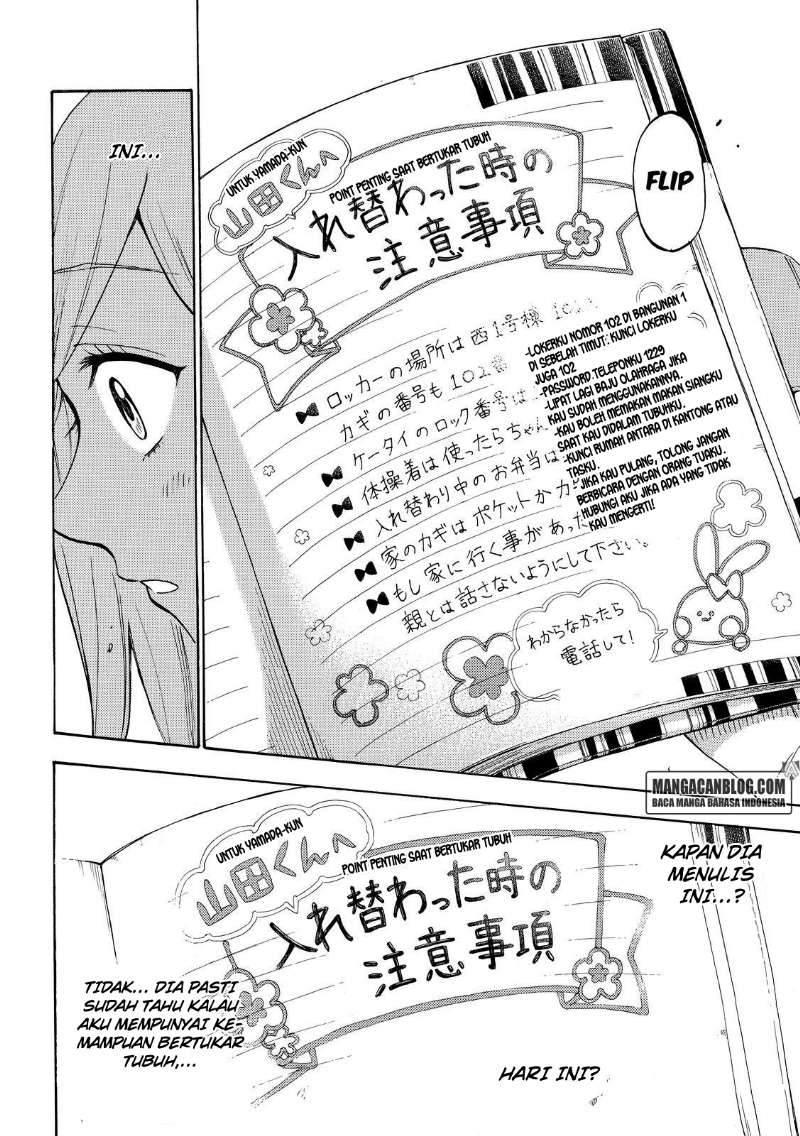 INI...
FLIP
UNTUK YAMADA-KUN
山田くんへ
POINT PENTING SAAT BERTUKAR TUBUH
入れ替わった時の
注意事項
ロッカーの場所は西1号棟
カギの番号も102番
ケータイのロック番号は
体操着は使ったらちゃん
入れ替わり中のお弁当は
家のカギはポケットかカ
もし家に行く事があった
親とは話さないようにして下さい。
-LOKERKU NOMOR 102 DI BANGUNAN 1
DI SEBELAH TIMUT. KUNCI LOKERKU
JUGA 102
-PASSWORD TELEPONKU 1229
-LIPAT LAGI BAJU OLAHRAGA JIKA
KAU SUDAH MENGGUNAKANNYA.
-KAU BOLEH MEMAKAN MAKAN SIANGKU
SAAT KAU DIDALAM TUBUHKU.
-KUNCI RUMAH ANTARA DI KANTONG ATAU
TASKU.
-JIKA KAU PULANG, TOLONG JANGAN
BERBICARA DENGAN ORANG TUAKU.
HUBUNGI AKU JIKA ADA YANG TIDAK
KAU MENGERTI!
わからなかったら
電話して!
MANGACANBLOG.COM
BACA MANGA BAHASA INDONESIA
UNTUK YAMADA-KUN
山田くんへ
POINT PENTING SAAT BERTUKAR TUBUH
入れ替わった時の
注意事項
KAPAN DIA
MENULIS
INI...?
TIDAK... DIA PASTI
SUDAH TAHU KALAU
AKU MEMPUNYAI KE-
MAMPUAN BERTUKAR
TUBUH,...
HARI INI?